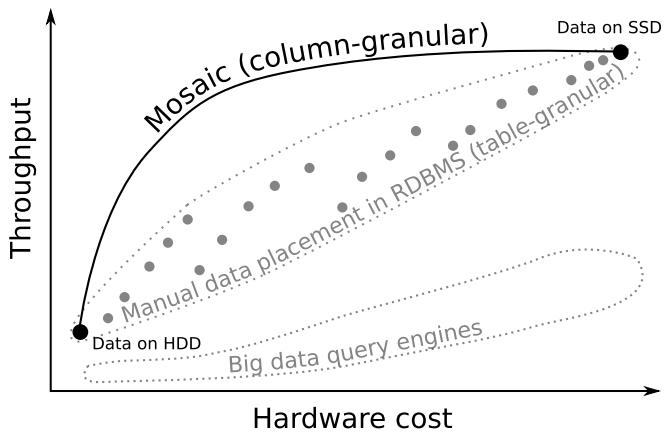 Data on SSD
Mosaic (column-granular)
Throughput
Manual data placement in RDBMS (table-granular)
Data on HDD
Big data query engines
Hardware cost